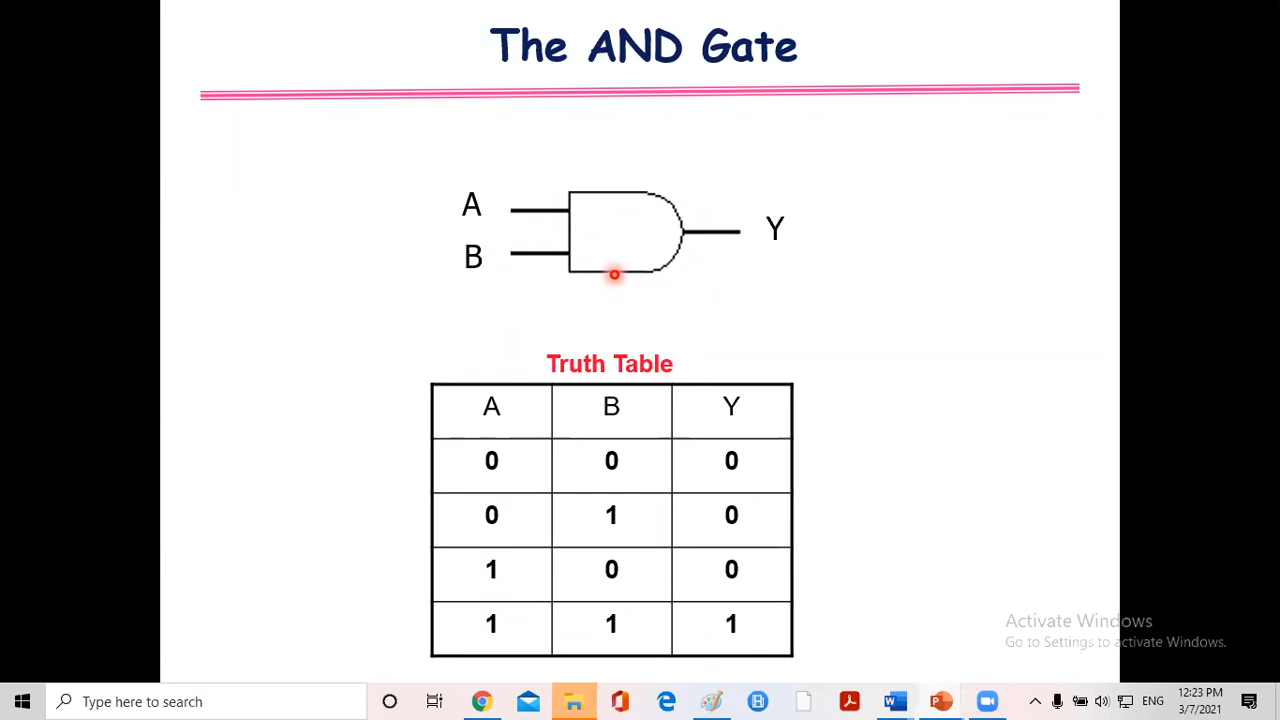 The AND Gate
A
Y
B
Truth Table
A B Y
0 0 0
0 1 0
1 0 0
1 1 1
Activate Windows
Go to Settings to activate Windows.
Type here to search
ENG
12:23 PM
3/7/2021